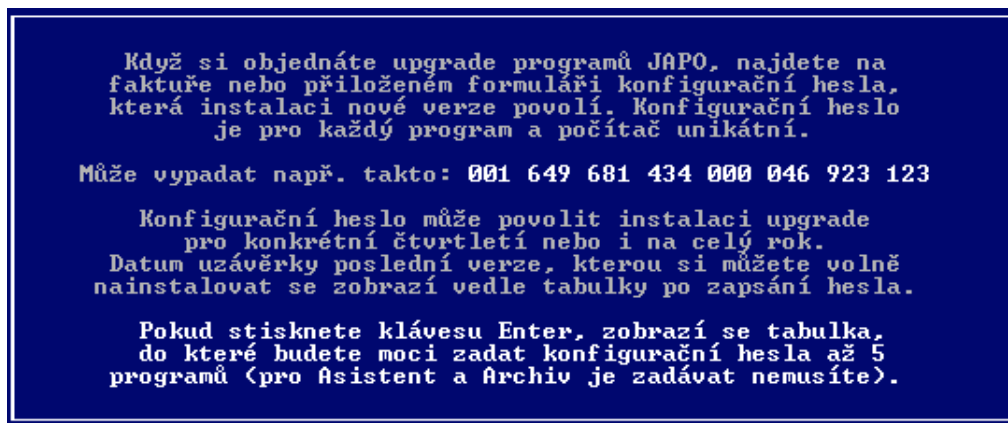 Když si objednáte upgrade programů JAPO, najdete na
faktuře nebo přiloženém formuláři konfigurační hesla,
která instalaci nové verze povolí. Konfigurační heslo
je pro každý program a počítač unikátní.
Může vypadat např. takto: 001 649 681 434 000 046 923 123
Konfigurační heslo může povolit instalaci upgrade
pro konkrétní čtvrtletí nebo i na celý rok.
Datum uzávěrky poslední verze, kterou si můžete volně
nainstalovat se zobrazí vedle tabulky po zapsání hesla.
Pokud stisknete klávesu Enter, zobrazí se tabulka,
do které budete moci zadat konfigurační hesla až 5
programů (pro Asistent a Archiv je zadávat nemusíte).